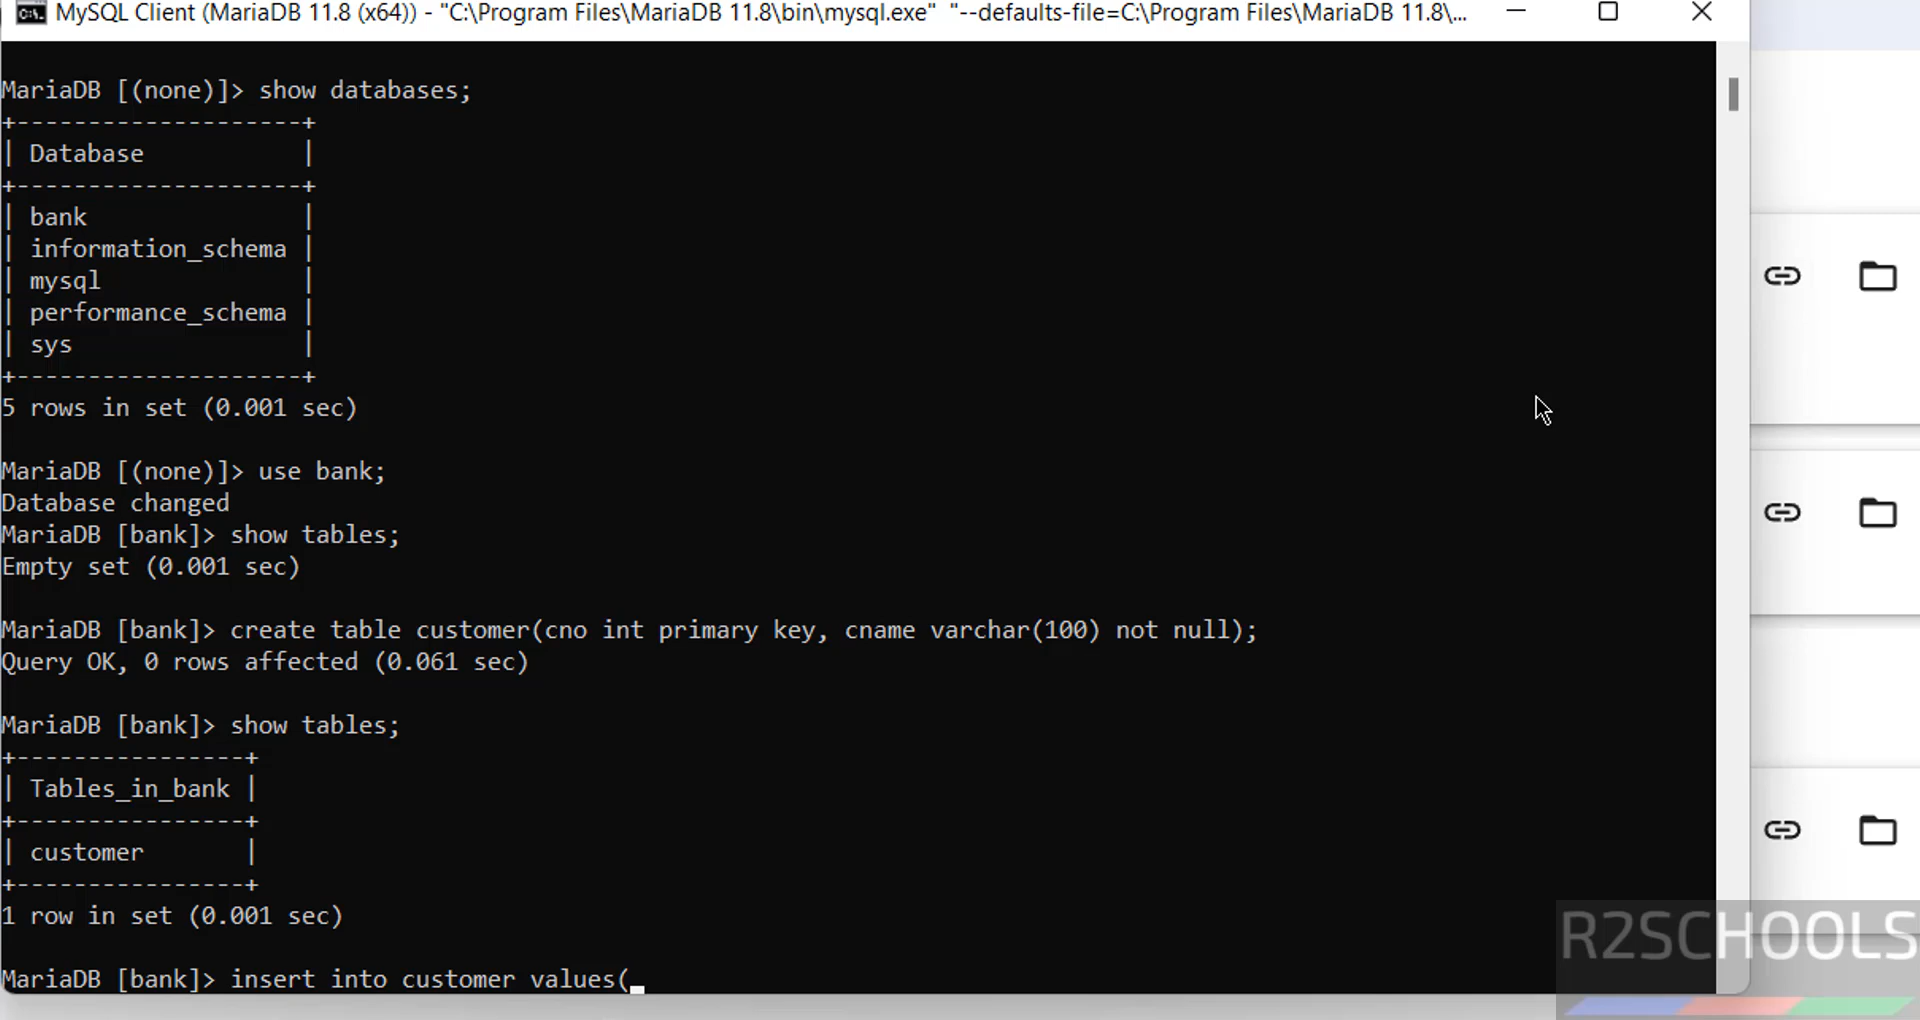 MySQL Client (MariaDB 11.8 (x64)) - "C:\Program Files\MariaDB 11.8\bin\mysql.exe" "--defaults-file=C:\Program Files\MariaDB 11.8\...
MariaDB [(none)]> show databases;
+--------------------+
| Database           |
+--------------------+
| bank               |
| information_schema |
| mysql              |
| performance_schema |
| sys                |
+--------------------+
5 rows in set (0.001 sec)
MariaDB [(none)]> use bank;
Database changed
MariaDB [bank]> show tables;
Empty set (0.001 sec)
MariaDB [bank]> create table customer(cno int primary key, cname varchar(100) not null);
Query OK, 0 rows affected (0.061 sec)
MariaDB [bank]> show tables;
+----------------+
| Tables_in_bank |
+----------------+
| customer       |
+----------------+
1 row in set (0.001 sec)
MariaDB [bank]> insert into customer values(
R2SCHOOLS